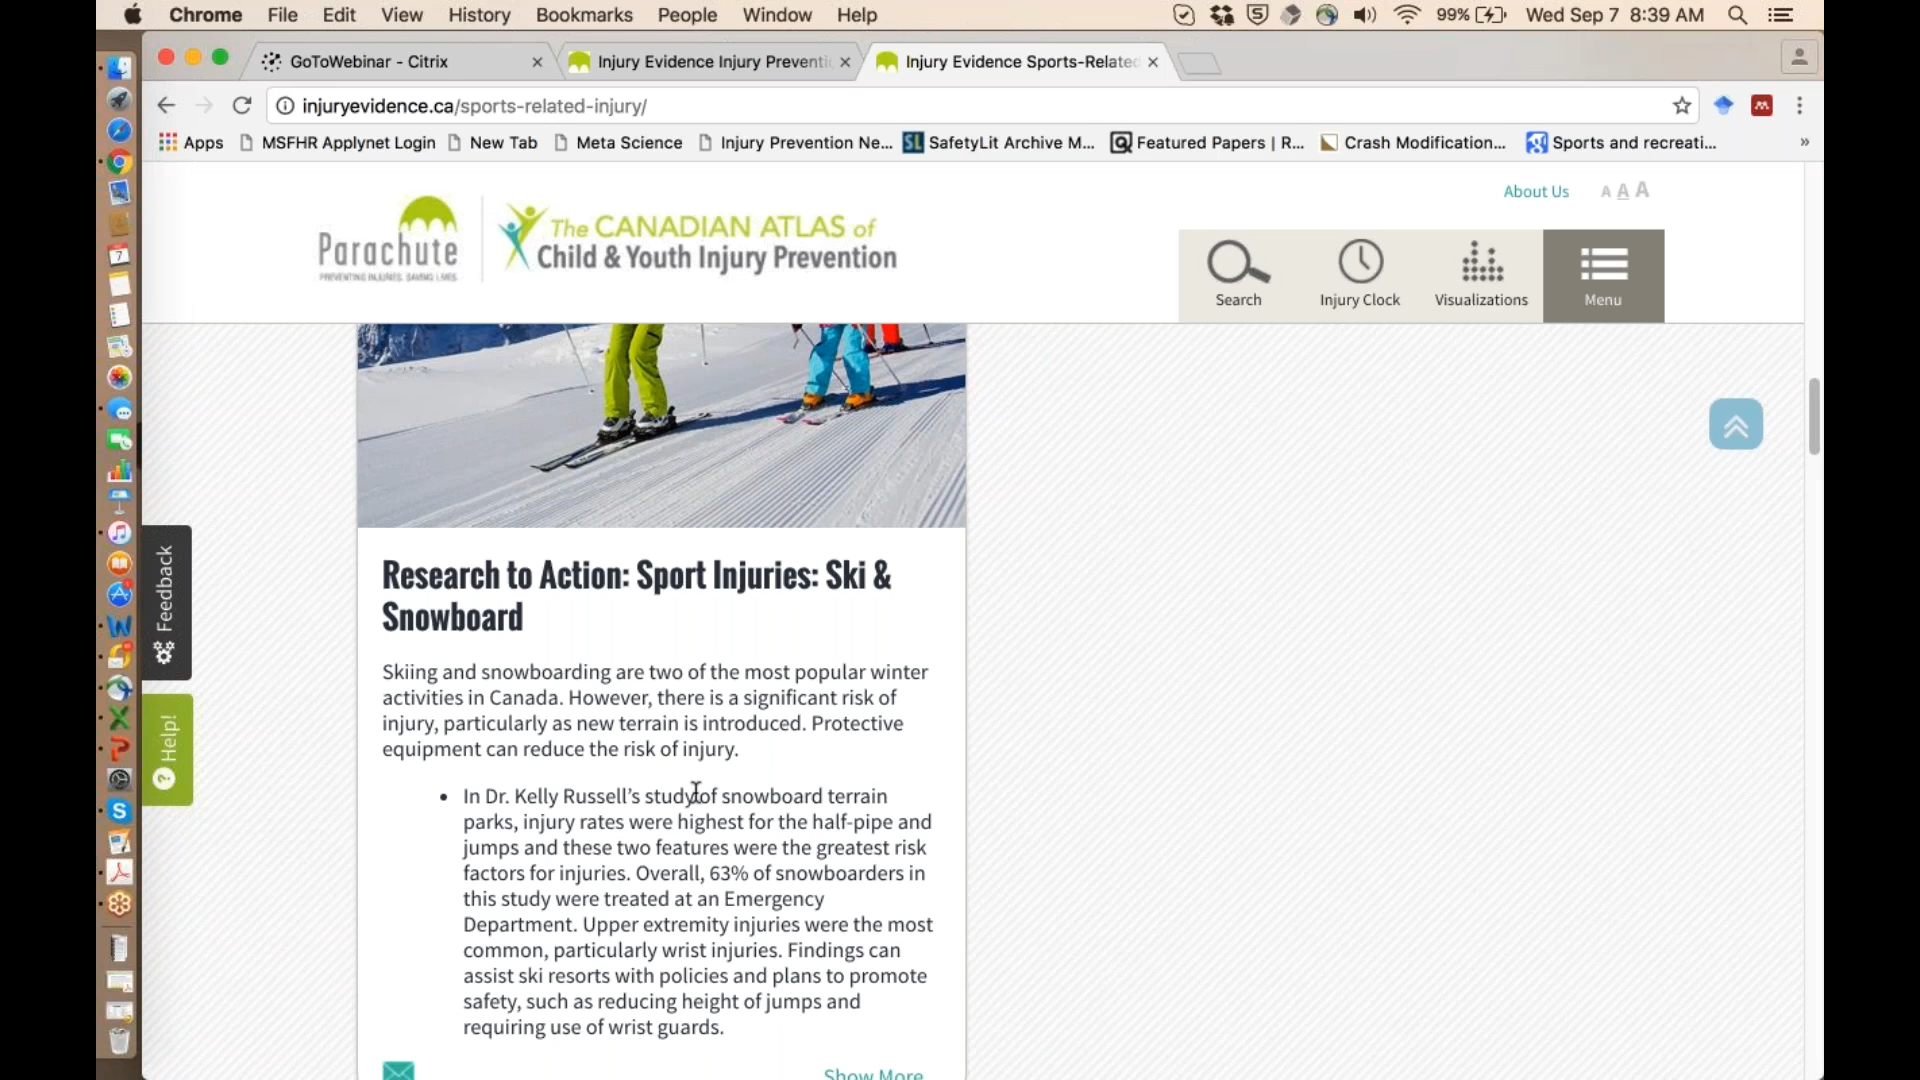 Chrome File Edit View History Bookmarks People Window Help 99% Wed Sep 7 8:39 AM
GoToWebinar - Citrix
Injury Evidence Injury Preventi
Injury Evidence Sports-Related
injuryevidence.ca/sports-related-injury/
Apps MSFHR Applynet Login New Tab Meta Science Injury Prevention Ne... SafetyLit Archive M... Featured Papers | R... Crash Modification... Sports and recreati... »
About Us A A A
Parachute
PREVENTING INJURIES. SAVING LIVES.
The CANADIAN ATLAS of
Child & Youth Injury Prevention
Search Injury Clock Visualizations Menu
Feedback
Help!
Research to Action: Sport Injuries: Ski &
Snowboard
Skiing and snowboarding are two of the most popular winter
activities in Canada. However, there is a significant risk of
injury, particularly as new terrain is introduced. Protective
equipment can reduce the risk of injury.
• In Dr. Kelly Russell’s study of snowboard terrain
parks, injury rates were highest for the half-pipe and
jumps and these two features were the greatest risk
factors for injuries. Overall, 63% of snowboarders in
this study were treated at an Emergency
Department. Upper extremity injuries were the most
common, particularly wrist injuries. Findings can
assist ski resorts with policies and plans to promote
safety, such as reducing height of jumps and
requiring use of wrist guards.
Show More